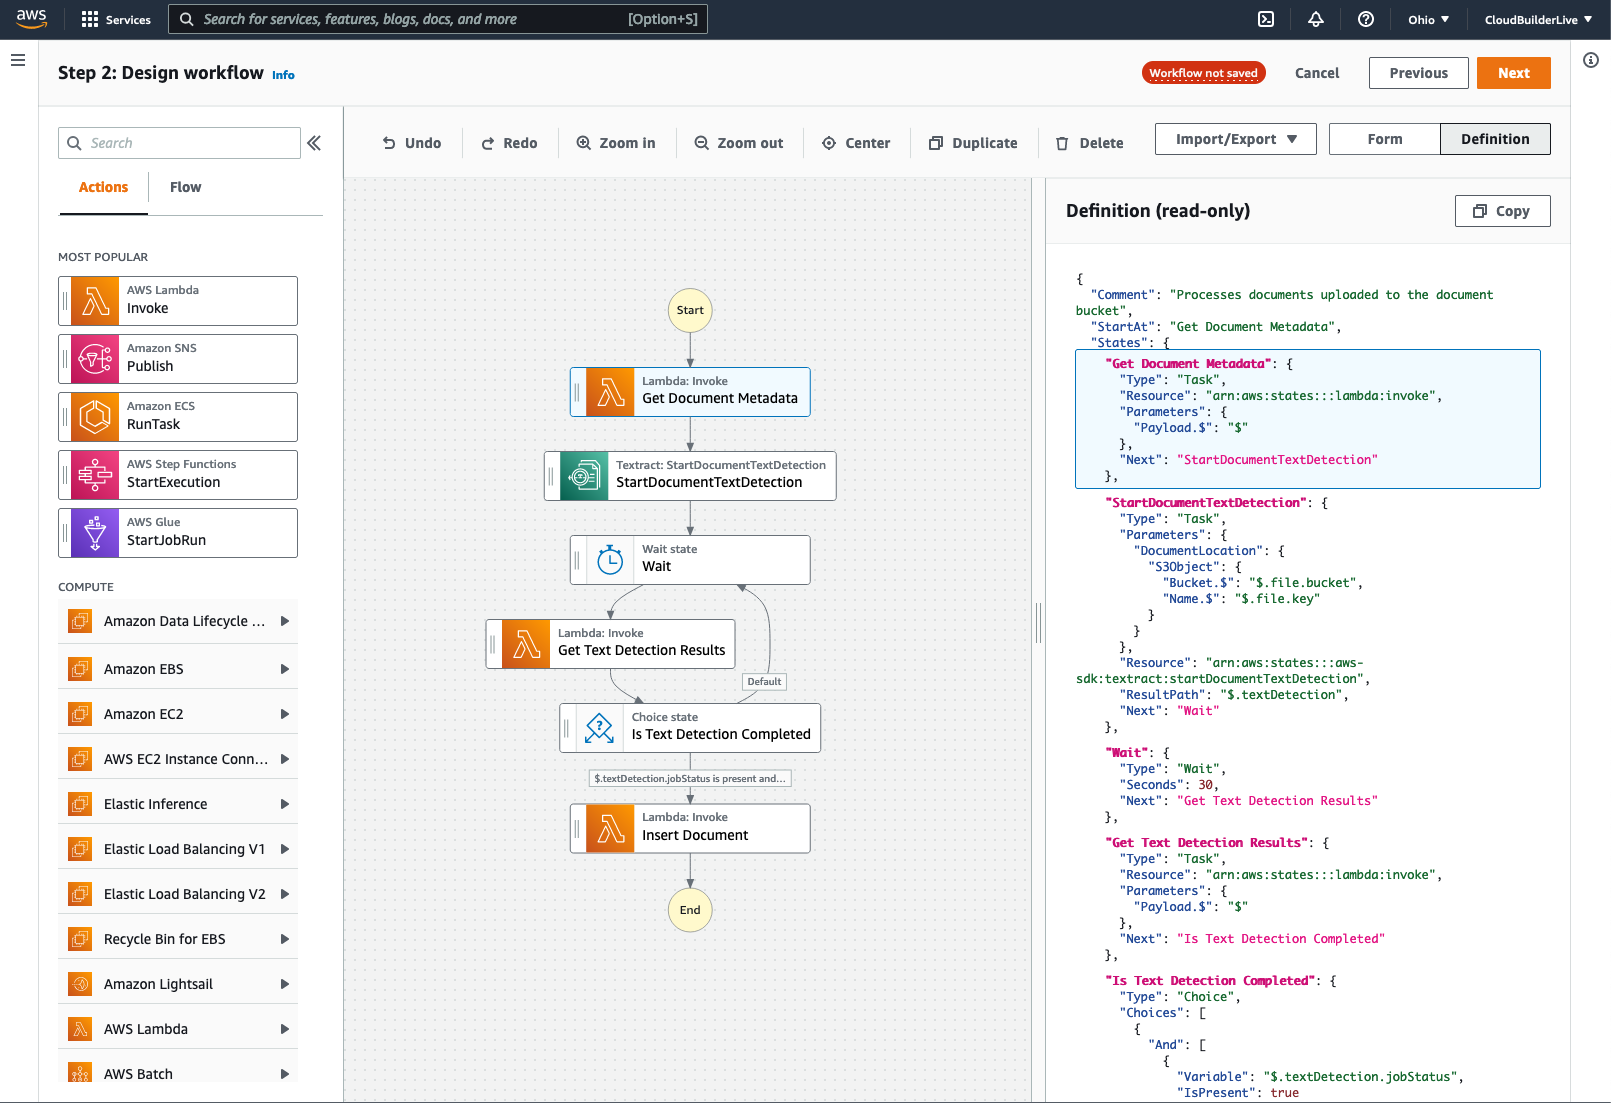 aws
Services
Search for services, features, blogs, docs, and more
[Option+S]
Ohio ▼
CloudBuilderLive ▼
Step 2: Design workflow Info
Workflow not saved
Cancel
Previous
Next
Search
Undo
Redo
Zoom in
Zoom out
Center
Duplicate
Delete
Import/Export ▼
Form
Definition
Actions
Flow
MOST POPULAR
AWS Lambda
Invoke
Amazon SNS
Publish
Amazon ECS
RunTask
AWS Step Functions
StartExecution
AWS Glue
StartJobRun
COMPUTE
Amazon Data Lifecycle ...
Amazon EBS
Amazon EC2
AWS EC2 Instance Conn...
Elastic Inference
Elastic Load Balancing V1
Elastic Load Balancing V2
Recycle Bin for EBS
Amazon Lightsail
AWS Lambda
AWS Batch
Start
Lambda: Invoke
Get Document Metadata
Textract: StartDocumentTextDetection
StartDocumentTextDetection
Wait state
Wait
Lambda: Invoke
Get Text Detection Results
Default
Choice state
?
Is Text Detection Completed
$.textDetection.jobStatus is present and...
Lambda: Invoke
Insert Document
End
Definition (read-only)
Copy
{
"Comment": "Processes documents uploaded to the document
bucket",
"StartAt": "Get Document Metadata",
"States": {
"Get Document Metadata": {
"Type": "Task",
"Resource": "arn:aws:states:::lambda:invoke",
"Parameters": {
"Payload.$": "$"
},
"Next": "StartDocumentTextDetection"
},
"StartDocumentTextDetection": {
"Type": "Task",
"Parameters": {
"DocumentLocation": {
"S3Object": {
"Bucket.$": "$.file.bucket",
"Name.$": "$.file.key"
}
}
},
"Resource": "arn:aws:states:::aws-
sdk:textract:startDocumentTextDetection",
"ResultPath": "$.textDetection",
"Next": "Wait"
},
"Wait": {
"Type": "Wait",
"Seconds": 30,
"Next": "Get Text Detection Results"
},
"Get Text Detection Results": {
"Type": "Task",
"Resource": "arn:aws:states:::lambda:invoke",
"Parameters": {
"Payload.$": "$"
},
"Next": "Is Text Detection Completed"
},
"Is Text Detection Completed": {
"Type": "Choice",
"Choices": [
{
"And": [
{
"Variable": "$.textDetection.jobStatus",
"IsPresent": true